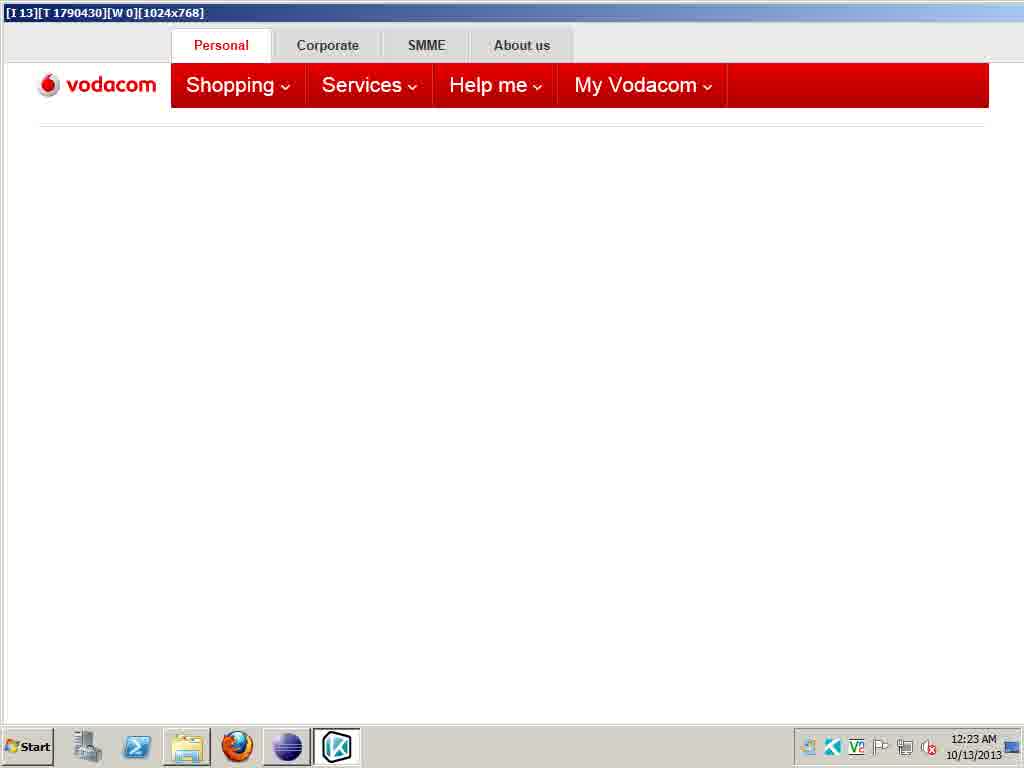 [I 13][T 1790430][W 0][1024x768]
Personal Corporate SMME About us
vodacom Shopping Services Help me My Vodacom
Start
12:23 AM
10/13/2013